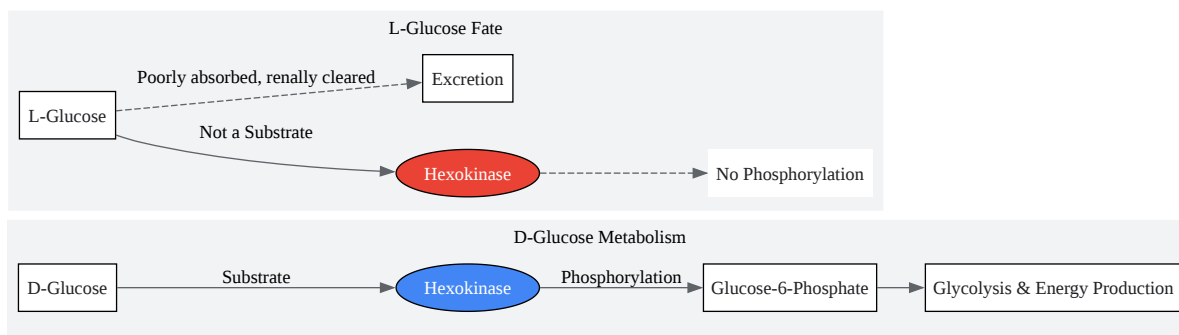 L-Glucose Fate
Poorly absorbed, renally cleared
Excretion
L-Glucose
Not a Substrate
Hexokinase
No Phosphorylation
D-Glucose Metabolism
D-Glucose
Substrate
Hexokinase
Phosphorylation
Glucose-6-Phosphate
Glycolysis & Energy Production